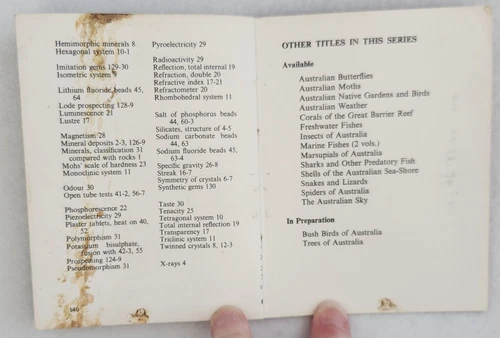 Hemimorphic minerals 8
Hexagonal system 10-1
Imitation gems 129-30
Isometric system 9
Lithium fluoride beads 45,
64
Lode prospecting 128-9
Luminescence 21
Lustre 17
Magnetism 28
Mineral deposits 2-3, 126-9
Minerals, classification 31
compared with rocks 1
Mohs' scale of hardness 23
Monoclinic system 11
Odour 30
Open tube tests 41-2, 56-7
Phosphorescence 22
Piezoelectricity 29
Plaster tablets, heat on 40,
52
Polymorphism 31
Potassium bisulphate,
fusion with 42-3, 55
Prospecting 124-9
Pseudomorphism 31
Pyroelectricity 29
Radioactivity 29
Reflection, total internal 19
Refraction, double 20
Refractive index 17-21
Refractometer 20
Rhombohedral system 11
Salt of phosphorus beads
44, 60
Silicates, structure of 4-5
Sodium carbonate beads
44, 63
Sodium fluoride beads 45,
63-4
Specific gravity 26-8
Streak 16-7
Symmetry of crystals 6-7
Synthetic gems 130
Taste 30
Tenacity 25
Tetragonal system 10
Total internal reflection 19
Transparency 17
Triclinic system 11
Twinned crystals 8, 12-3
X-rays 4
140
OTHER TITLES IN THIS SERIES
Available
Australian Butterflies
Australian Moths
Australian Native Gardens and Birds
Australian Weather
Corals of the Great Barrier Reef
Freshwater Fishes
Insects of Australia
Marine Fishes (2 vols.)
Marsupials of Australia
Sharks and Other Predatory Fish
Shells of the Australian Sea-Shore
Snakes and Lizards
Spiders of Australia
The Australian Sky
In Preparation
Bush Birds of Australia
Trees of Australia